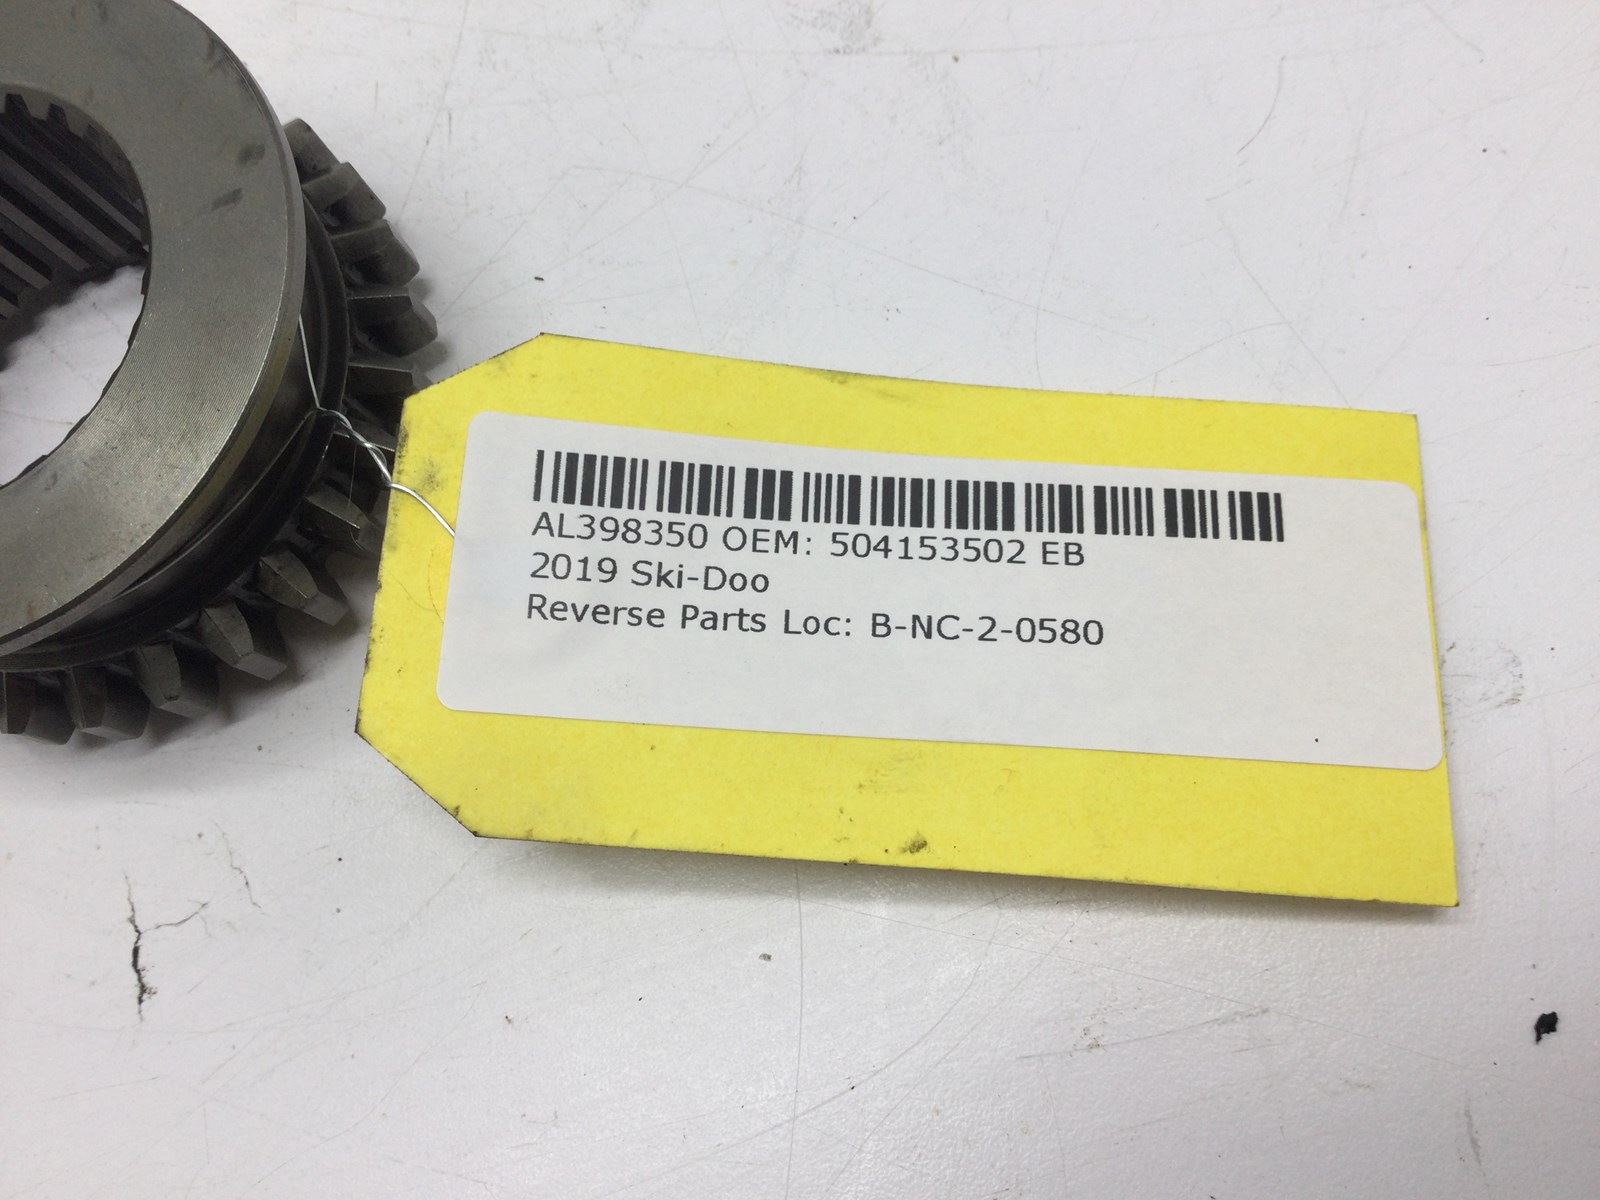 AL398350 OEM: 504153502 EB
2019 Ski-Doo
Reverse Parts Loc: B-NC-2-0580